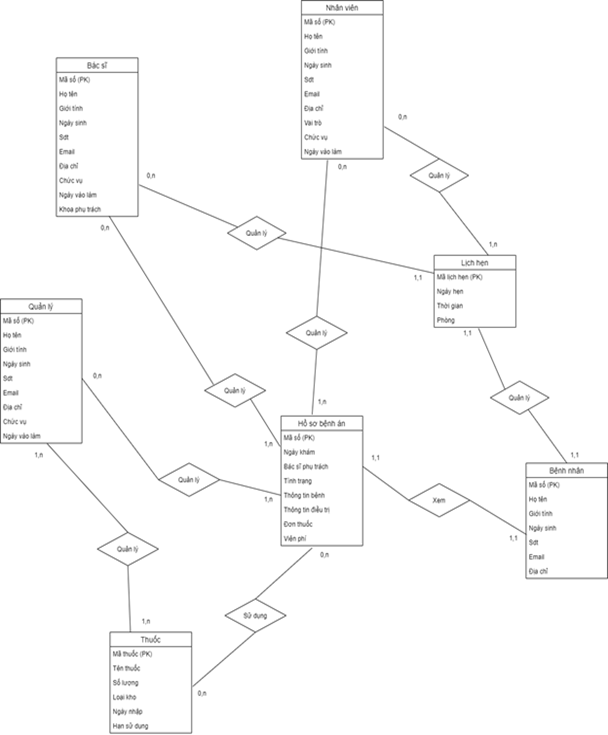 Nhân viên
Mã số (PK)
Họ tên
Giới tính
Ngày sinh
Sđt
Email
Địa chỉ
Vai trò
Chức vụ
Ngày vào làm
0,n
0,n
Bác sĩ
Mã số (PK)
Họ tên
Giới tính
Ngày sinh
Sđt
Email
Địa chỉ
Chức vụ
Ngày vào làm
Khoa phụ trách
0,n
0,n
Quản lý
Quản lý
1,n
1,1
Lịch hẹn
Mã lịch hẹn (PK)
Ngày hẹn
Thời gian
Phòng
1,1
Quản lý
Mã số (PK)
Họ tên
Giới tính
Ngày sinh
Sđt
Email
Địa chỉ
Chức vụ
Ngày vào làm
0,n
1,n
Quản lý
Quản lý
Quản lý
1,n
1,n
Hồ sơ bệnh án
Mã số (PK)
Ngày khám
Bác sĩ phụ trách
Tình trạng
Thông tin bệnh
Thông tin điều trị
Đơn thuốc
Viện phí
1,1
1,n
0,n
Quản lý
Xem
1,1
1,1
Bệnh nhân
Mã số (PK)
Họ tên
Giới tính
Ngày sinh
Sđt
Email
Địa chỉ
Quản lý
Sử dụng
1,n
0,n
Thuốc
Mã thuốc (PK)
Tên thuốc
Số lượng
Loại kho
Ngày nhập
Hạn sử dụng